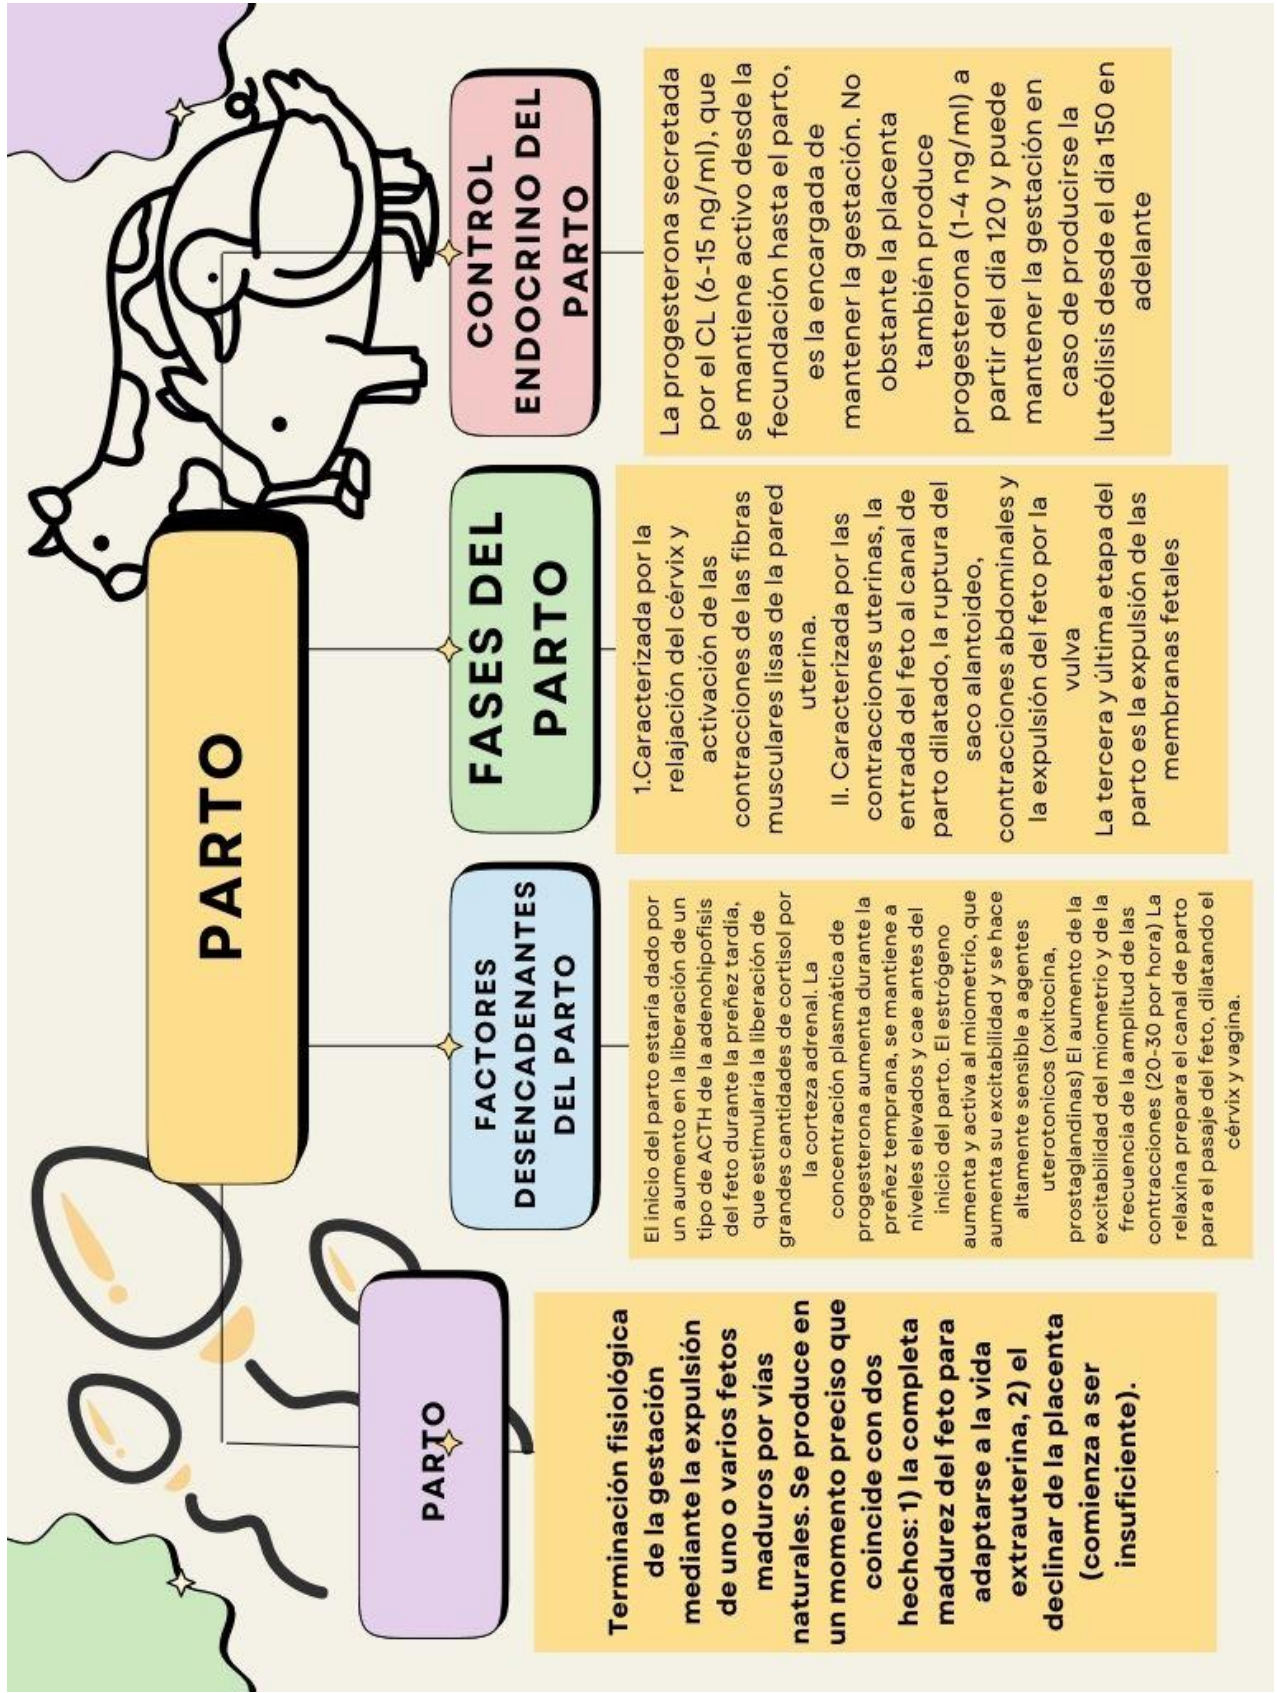 PARTO
PARTO
Terminación fisiológica
de la gestación
mediante la expulsión
de uno o varios fetos
maduros por vías
naturales. Se produce en
un momento preciso que
coincide con dos
hechos: 1) la completa
madurez del feto para
adaptarse a la vida
extrauterina, 2) el
declinar de la placenta
(comienza a ser
insuficiente).
FACTORES
DESENCADENANTES
DEL PARTO
El inicio del parto estaría dado por
un aumento en la liberación de un
tipo de ACTH de la adenohipofisis
del feto durante la preñez tardía,
que estimularia la liberación de
grandes cantidades de cortisol por
la corteza adrenal. La
concentración plasmática de
progesterona aumenta durante la
preñez temprana, se mantiene a
niveles elevados y cae antes del
inicio del parto. El estrógeno
aumenta y activa al miometrio, que
aumenta su excitabilidad y se hace
altamente sensible a agentes
uterotonicos (oxitocina,
prostaglandinas) El aumento de la
excitabilidad del miometrio y de la
frecuencia de la amplitud de las
contracciones (20-30 por hora) La
relaxina prepara el canal de parto
para el pasaje del feto, dilatando el
cérvix y vagina.
FASES DEL
PARTO
1.Caracterizada por la
relajación del cérvix y
activación de las
contracciones de las fibras
musculares lisas de la pared
uterina.
II. Caracterizada por las
contracciones uterinas, la
entrada del feto al canal de
parto dilatado, la ruptura del
saco alantoideo,
contracciones abdominales y
la expulsión del feto por la
vulva
La tercera y última etapa del
parto es la expulsión de las
membranas fetales
CONTROL
ENDOCRINO DEL
PARTO
La progesterona secretada
por el CL (6-15 ng/ml), que
se mantiene activo desde la
fecundación hasta el parto,
es la encargada de
mantener la gestación. No
obstante la placenta
también produce
progesterona (1-4 ng/ml) a
partir del día 120 y puede
mantener la gestación en
caso de producirse la
luteólisis desde el día 150 en
adelante